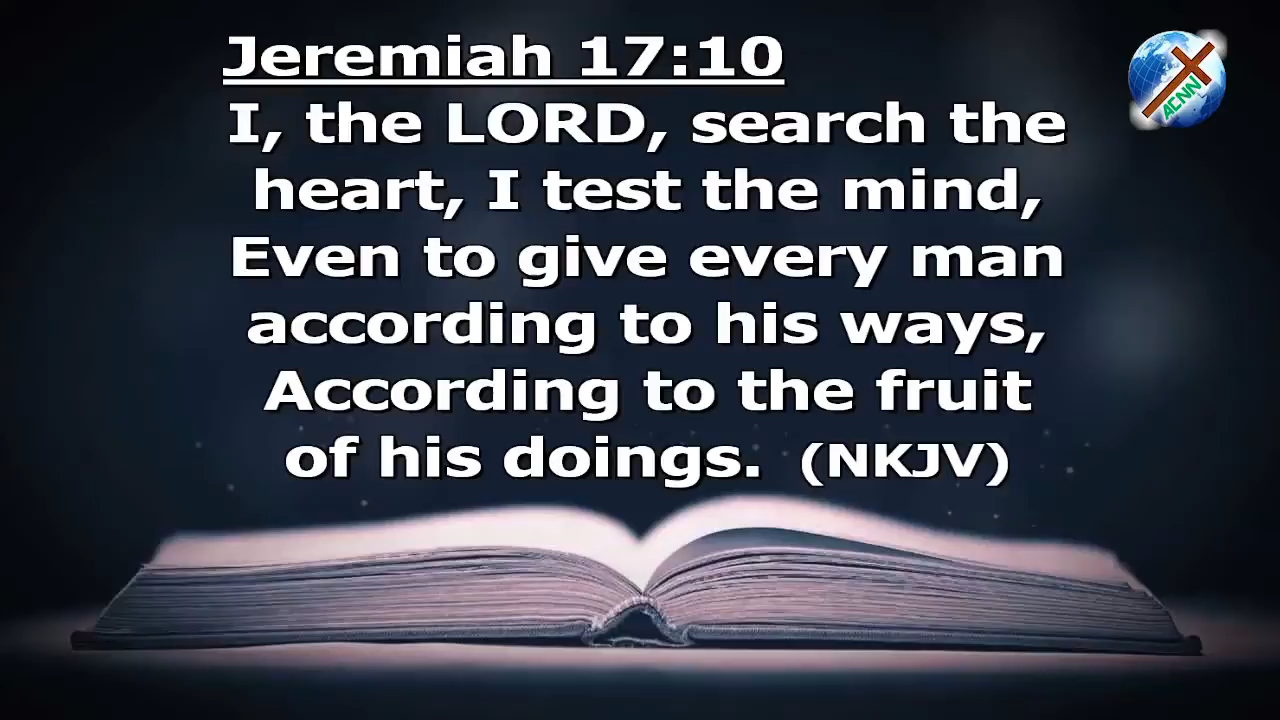 Jeremiah 17:10
I, the LORD, search the
heart, I test the mind,
Even to give every man
according to his ways,
According to the fruit
of his doings. (NKJV)
ACNN